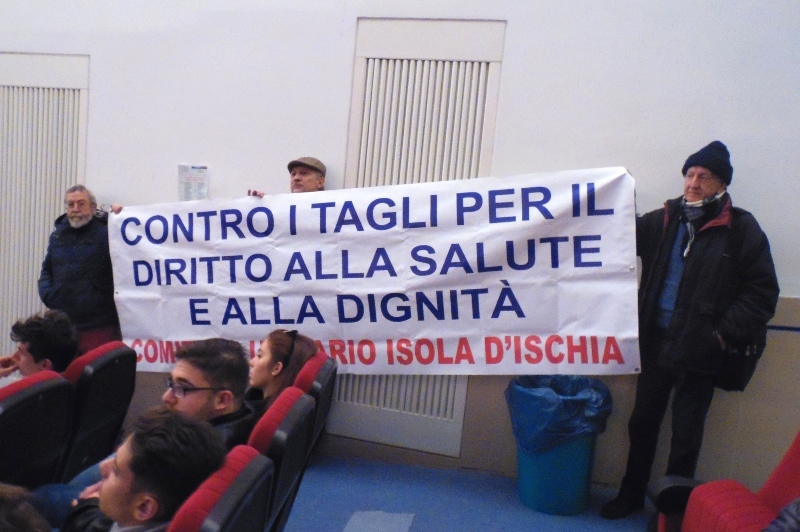 CONTRO I TAGLI PER IL
DIRITTO ALLA SALUTE
E ALLA DIGNITÀ
ISOLA D'ISCHIA